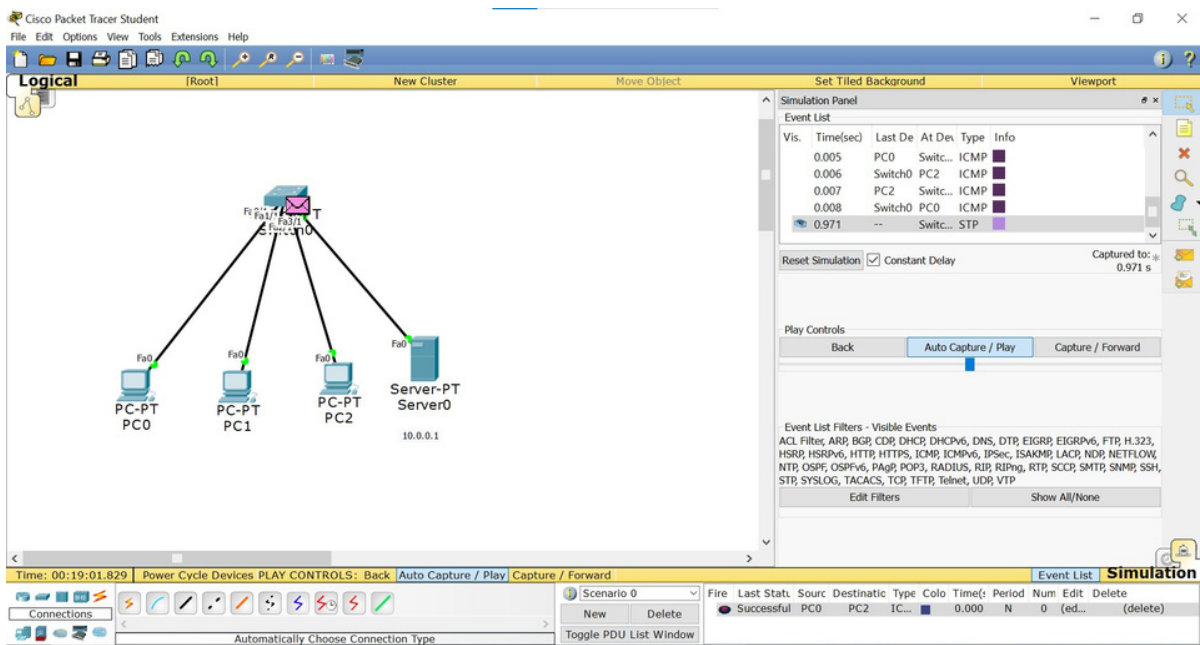 Cisco Packet Tracer Student
File Edit Options View Tools Extensions Help
Logical [Root] New Cluster Move Object Set Tiled Background Viewport
Simulation Panel
Event List
Vis. Time(sec) Last De At Dev Type Info
0.005 PC0 Switc... ICMP
0.006 Switch0 PC2 ICMP
0.007 PC2 Switc... ICMP
0.008 Switch0 PC0 ICMP
0.971 -- Switc... STP
Reset Simulation Constant Delay Captured to: *
0.971 s
Play Controls
Back Auto Capture / Play Capture / Forward
Event List Filters - Visible Events
ACL Filter, ARP, BGP, CDP, DHCP, DHCPv6, DNS, DTP, EIGRP, EIGRPv6, FTP, H.323,
HSRP, HSRPv6, HTTP, HTTPS, ICMP, ICMPv6, IPSec, ISAKMP, LACP, NDP, NETFLOW,
NTP, OSPF, OSPFv6, PAgP, POP3, RADIUS, RIP, RIPng, RTP, SCCP, SMTP, SNMP, SSH,
STP, SYSLOG, TACACS, TCP, TFTP, Telnet, UDP, VTP
Edit Filters Show All/None
Fa1/1
Fa3/1
Fa0
Fa0
Fa0
Fa0
PC-PT
PC0
PC-PT
PC1
PC-PT
PC2
Server-PT
Server0
10.0.0.1
Time: 00:19:01.829 Power Cycle Devices PLAY CONTROLS: Back Auto Capture / Play Capture / Forward Event List Simulation
Connections
Automatically Choose Connection Type
Scenario 0
New Delete
Toggle PDU List Window
Fire Last Statu Sourc Destinatic Type Colo Time(s Period Num Edit Delete
Successful PC0 PC2 IC... 0.000 N 0 (ed... (delete)